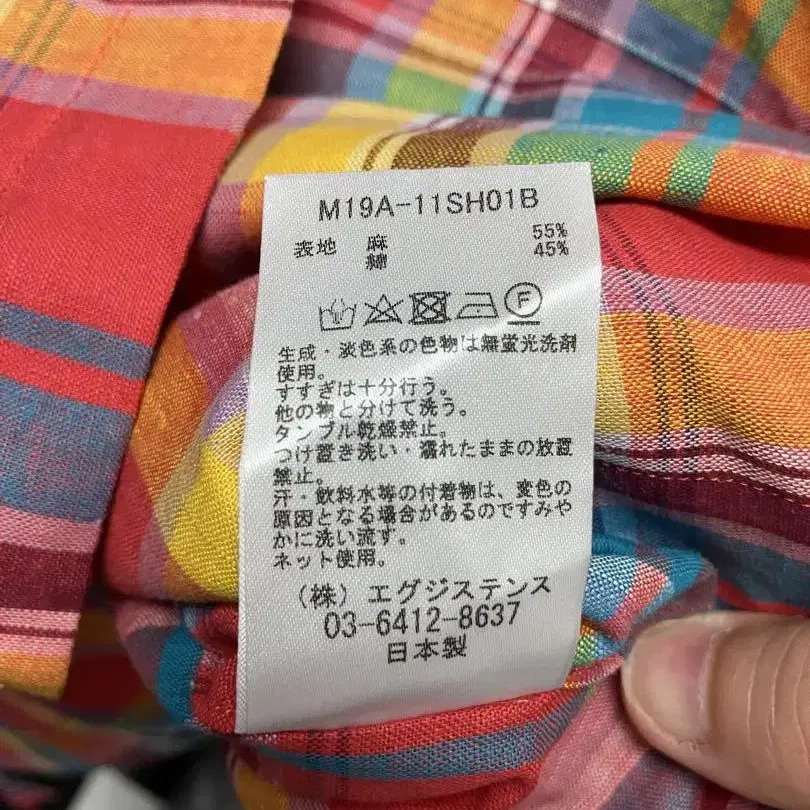 M19A-11SH01B
表地 麻 55%
綿 45%
F
生成・淡色系の色物は無蛍光洗剤
使用。
すすぎは十分行う。
他の物と分けて洗う。
タンブル乾燥禁止。
つけ置き洗い・濡れたままの放置
禁止。
汗・飲料水等の付着物は、変色の
原因となる場合があるのですみや
かに洗い流す。
ネット使用。
(株) エグジステンス
03-6412-8637
日本製